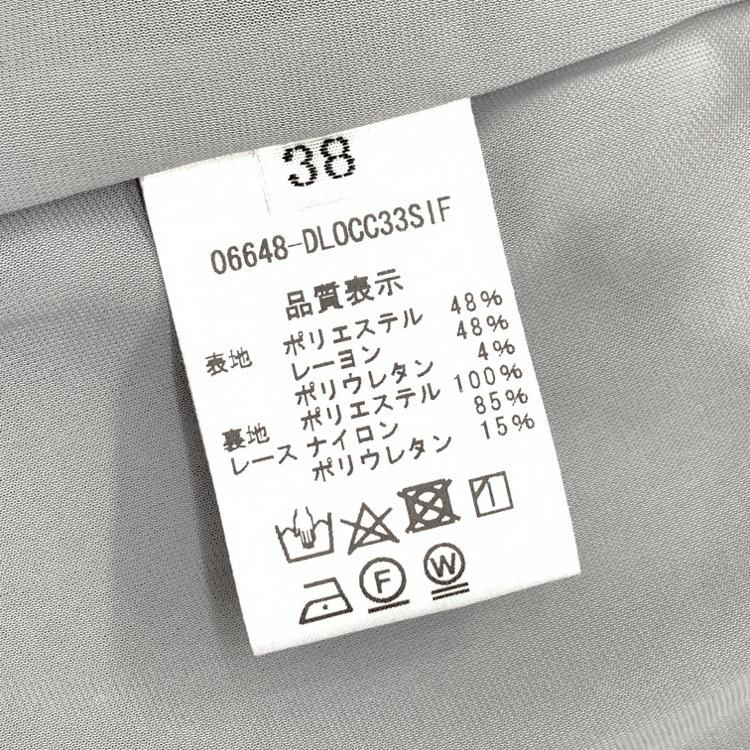 38
06648-DLOCC33SIF
品質表示
表地 ポリエステル 48%
レーヨン 48%
ポリウレタン 4%
裏地 ポリエステル 100%
レース ナイロン 85%
ポリウレタン 15%
F W